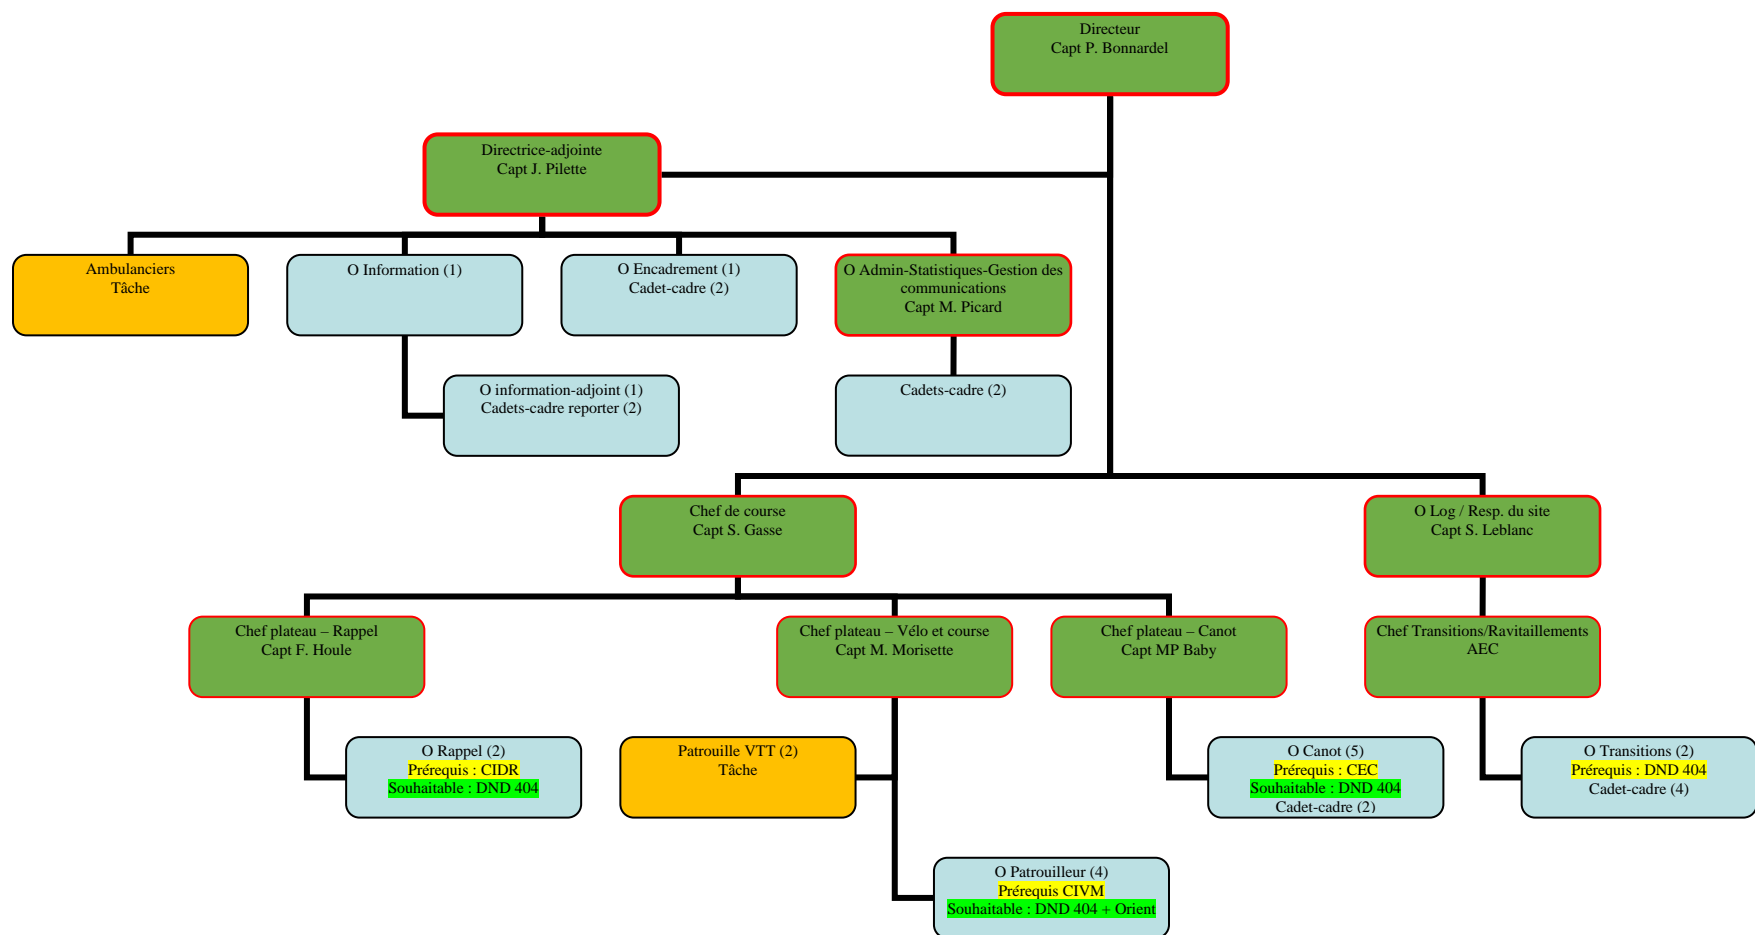 Directeur
Capt P. Bonnardel
Directrice-adjointe
Capt J. Pilette
Ambulanciers
Tâche
O Information (1)
O Encadrement (1)
Cadet-cadre (2)
O Admin-Statistiques-Gestion des
communications
Capt M. Picard
O information-adjoint (1)
Cadets-cadre reporter (2)
Cadets-cadre (2)
Chef de course
Capt S. Gasse
O Log / Resp. du site
Capt S. Leblanc
Chef plateau – Rappel
Capt F. Houle
Chef plateau – Vélo et course
Capt M. Morisette
Chef plateau – Canot
Capt MP Baby
Chef Transitions/Ravitaillements
AEC
O Rappel (2)
Prérequis : CIDR
Souhaitable : DND 404
Patrouille VTT (2)
Tâche
O Canot (5)
Prérequis : CEC
Souhaitable : DND 404
Cadet-cadre (2)
O Transitions (2)
Prérequis : DND 404
Cadet-cadre (4)
O Patrouilleur (4)
Prérequis CIVM
Souhaitable : DND 404 + Orient